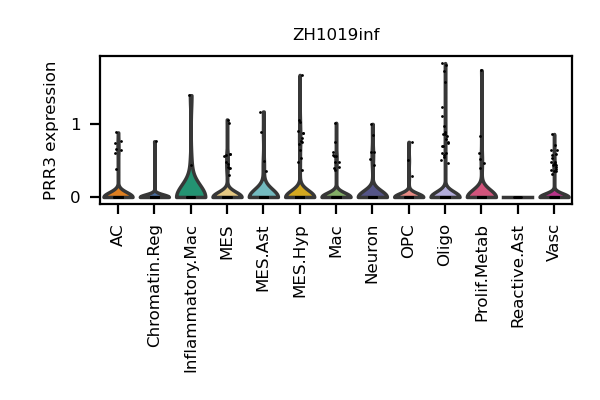 ZH1019inf
PRR3 expression
1
0
AC
Chromatin.Reg
Inflammatory.Mac
MES
MES.Ast
MES.Hyp
Mac
Neuron
OPC
Oligo
Prolif.Metab
Reactive.Ast
Vasc